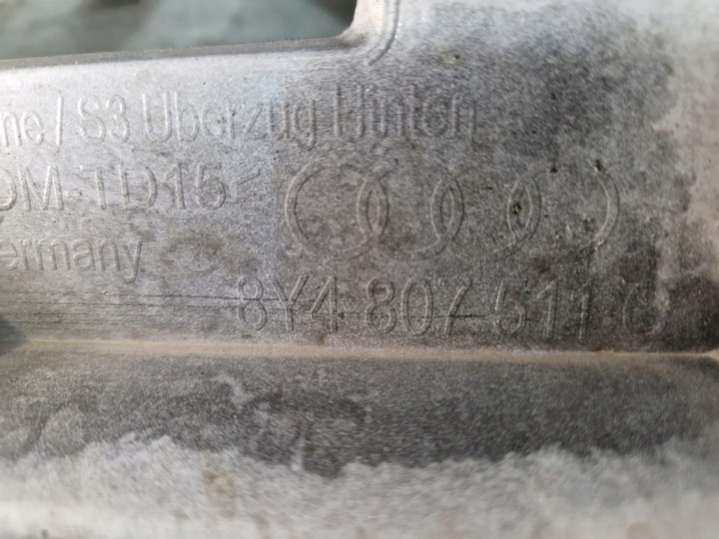 ne / S3 Überzug Hinten
DM-TD15<
ermany
8Y4 807 511